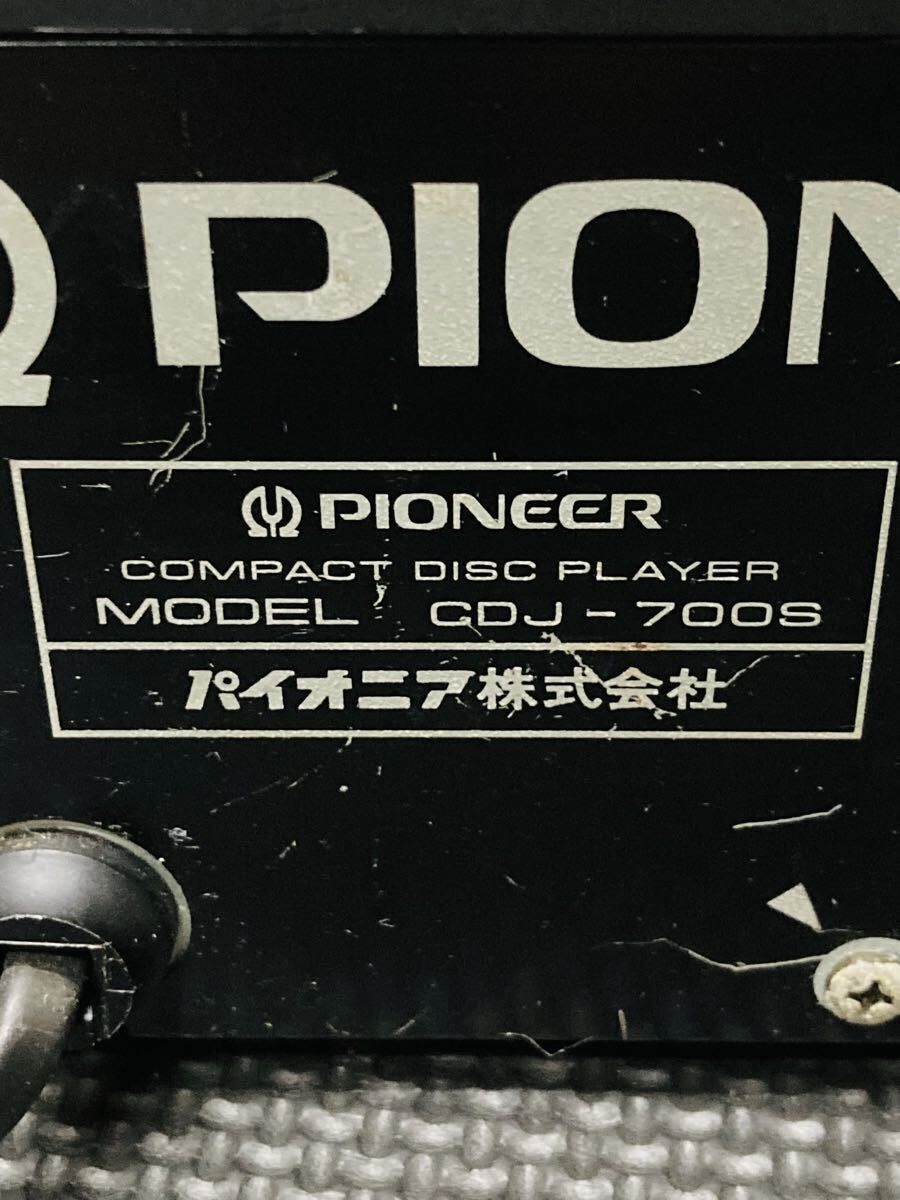 PION
PIONEER
COMPACT DISC PLAYER
MODEL CDJ-700S
パイオニア株式会社